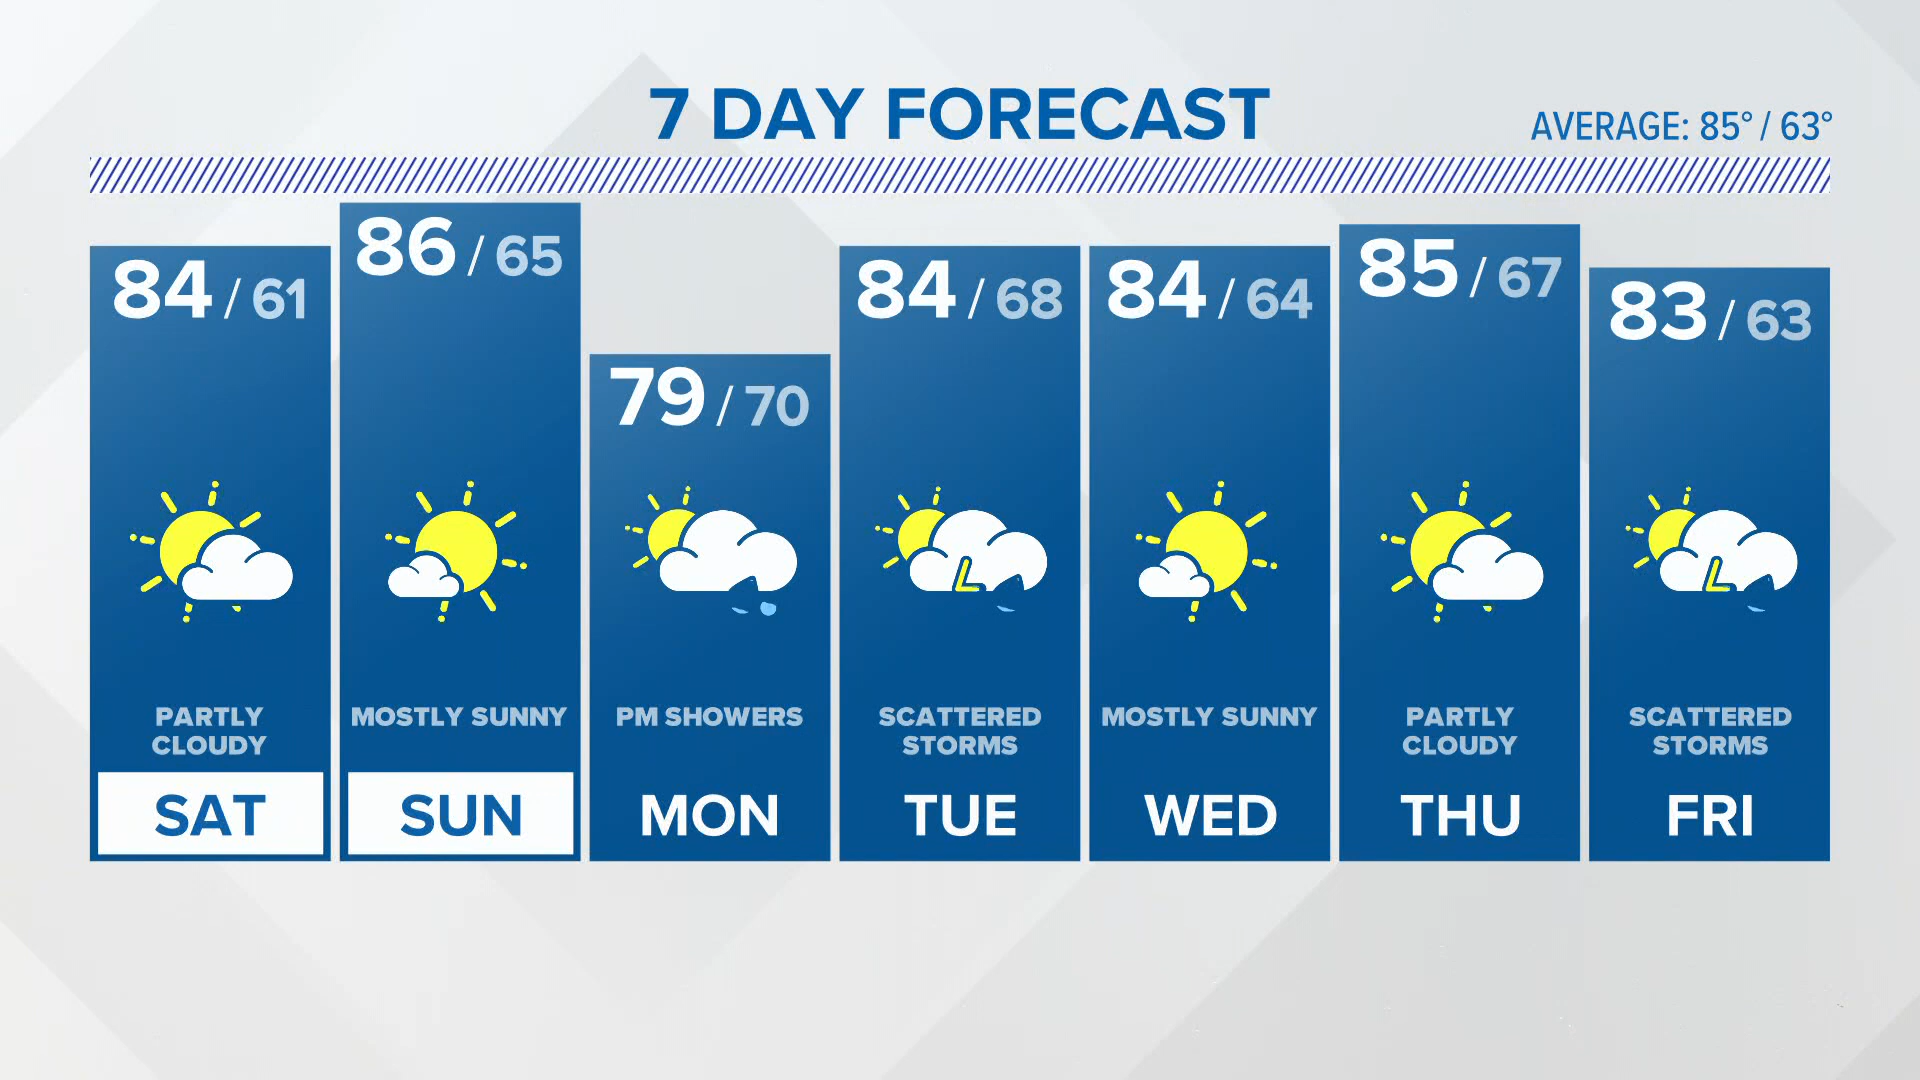 7 DAY FORECAST
AVERAGE: 85° / 63°
84 / 61
PARTLY
CLOUDY
SAT
86 / 65
MOSTLY SUNNY
SUN
79 / 70
PM SHOWERS
MON
84 / 68
SCATTERED
STORMS
TUE
84 / 64
MOSTLY SUNNY
WED
85 / 67
PARTLY
CLOUDY
THU
83 / 63
SCATTERED
STORMS
FRI